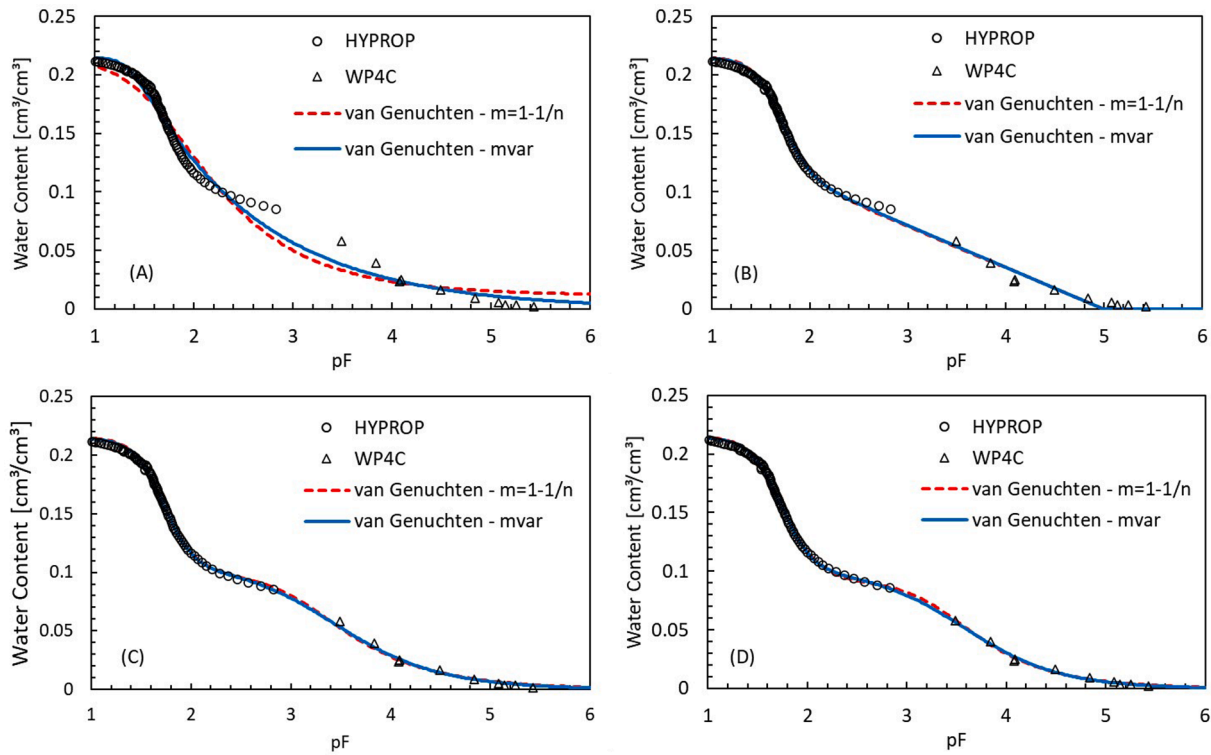 0.25
0.2
0.15
0.1
0.05
0
Water Content [cm³/cm³]
HYPROP
WP4C
van Genuchten - m=1-1/n
van Genuchten - mvar
(A)
1 2 3 4 5 6
pF
0.25
0.2
0.15
0.1
0.05
0
Water Content [cm³/cm³]
HYPROP
WP4C
van Genuchten - m=1-1/n
van Genuchten - mvar
(B)
1 2 3 4 5 6
pF
0.25
0.2
0.15
0.1
0.05
0
Water Content [cm³/cm³]
HYPROP
WP4C
van Genuchten - m=1-1/n
van Genuchten - mvar
(C)
1 2 3 4 5 6
pF
0.25
0.2
0.15
0.1
0.05
0
Water Content [cm³/cm³]
HYPROP
WP4C
van Genuchten - m=1-1/n
van Genuchten - mvar
(D)
1 2 3 4 5 6
pF